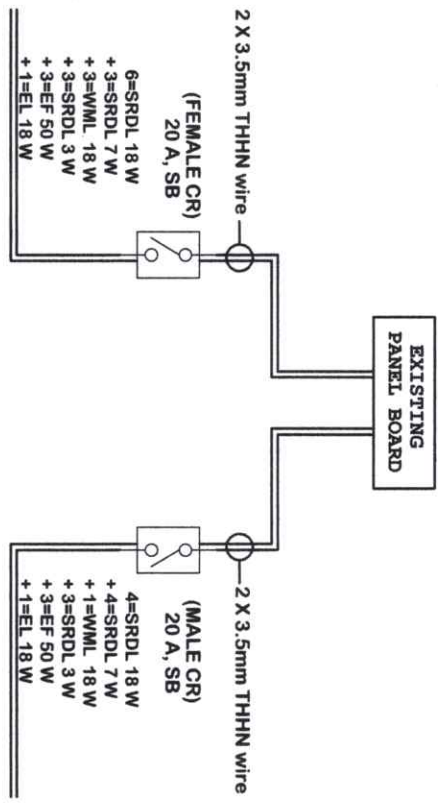 EXISTING
PANEL BOARD
2 X 3.5mm THHN wire
(FEMALE CR)
20 A, SB
6=SRDL 18 W
+ 3=SRDL 7 W
+ 3=WML 18 W
+ 3=SRDL 3 W
+ 3=EF 50 W
+ 1=EL 18 W
2 X 3.5mm THHN wire
(MALE CR)
20 A, SB
4=SRDL 18 W
+ 4=SRDL 7 W
+ 1=WML 18 W
+ 3=SRDL 3 W
+ 3=EF 50 W
+ 1=EL 18 W